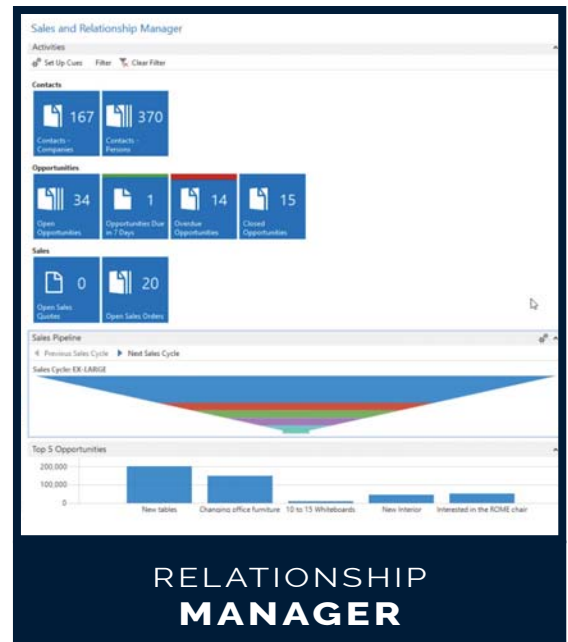 Sales and Relationship Manager
Activities
Set Up Cues Filter Clear Filter
Contacts
167 370
Contacts - Companies Contacts - Persons
Opportunities
34 1 14 15
Open Opportunities Opportunities Due in 7 Days Overdue Opportunities Closed Opportunities
Sales
0 20
Open Sales Quotes Open Sales Orders
Sales Pipeline
Previous Sales Cycle Next Sales Cycle
Sales Cycle: EX-LARGE
Top 5 Opportunities
200,000
100,000
0
New tables Changing office furniture 10 to 15 Whiteboards New Interior Interested in the ROME chair
RELATIONSHIP
MANAGER